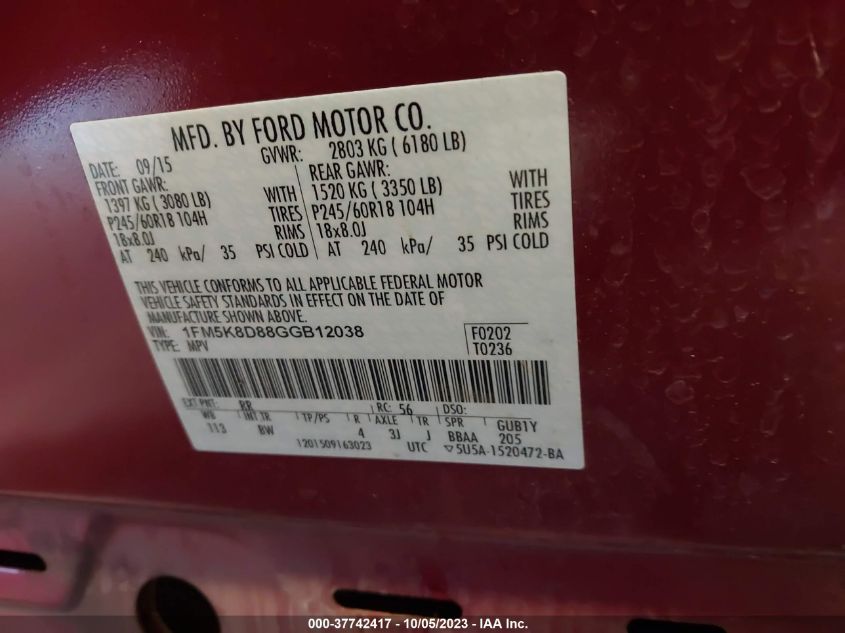 MFD. BY FORD MOTOR CO.
DATE: 09/15 GVWR: 2803 KG ( 6180 LB)
FRONT GAWR: REAR GAWR:
1397 KG ( 3080 LB) WITH 1520 KG ( 3350 LB) WITH
P245/60R18 104H TIRES P245/60R18 104H TIRES
18x8.0J RIMS 18x8.0J RIMS
AT 240 kPa/ 35 PSI COLD AT 240 kPa/ 35 PSI COLD
THIS VEHICLE CONFORMS TO ALL APPLICABLE FEDERAL MOTOR
VEHICLE SAFETY STANDARDS IN EFFECT ON THE DATE OF
MANUFACTURE SHOWN ABOVE.
VIN: 1FM5K8D88GGB12038 F0202
TYPE: MPV T0236
EXT PNT: RR RC: 56 DSO:
WB INT TR TP/PS R AXLE TR SPR GUB1Y
113 BW 4 3J J BBAA 205
1201509163023 UTC ▽5U5A-1520472-BA
000-37742417 - 10/05/2023 - IAA Inc.